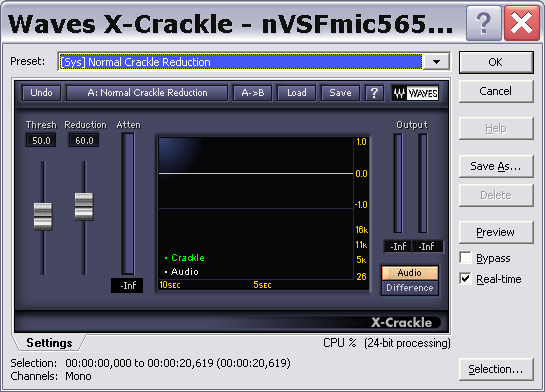 Waves X-Crackle - nVSFmic565...
Preset: [Sys] Normal Crackle Reduction
OK
Cancel
Help
Save As...
Delete
Preview
Bypass
Real-time
Selection...
Undo A: Normal Crackle Reduction A->B Load Save ? WAVES
Thresh Reduction Atten Output
50.0 60.0
1.0
0.0
-1.0
16K
11K
5K
26
• Crackle
• Audio
10sec 5sec
-Inf
-Inf -Inf
Audio
Difference
X-Crackle
Settings CPU % (24-bit processing)
Selection: 00:00:00,000 to 00:00:20,619 (00:00:20,619)
Channels: Mono